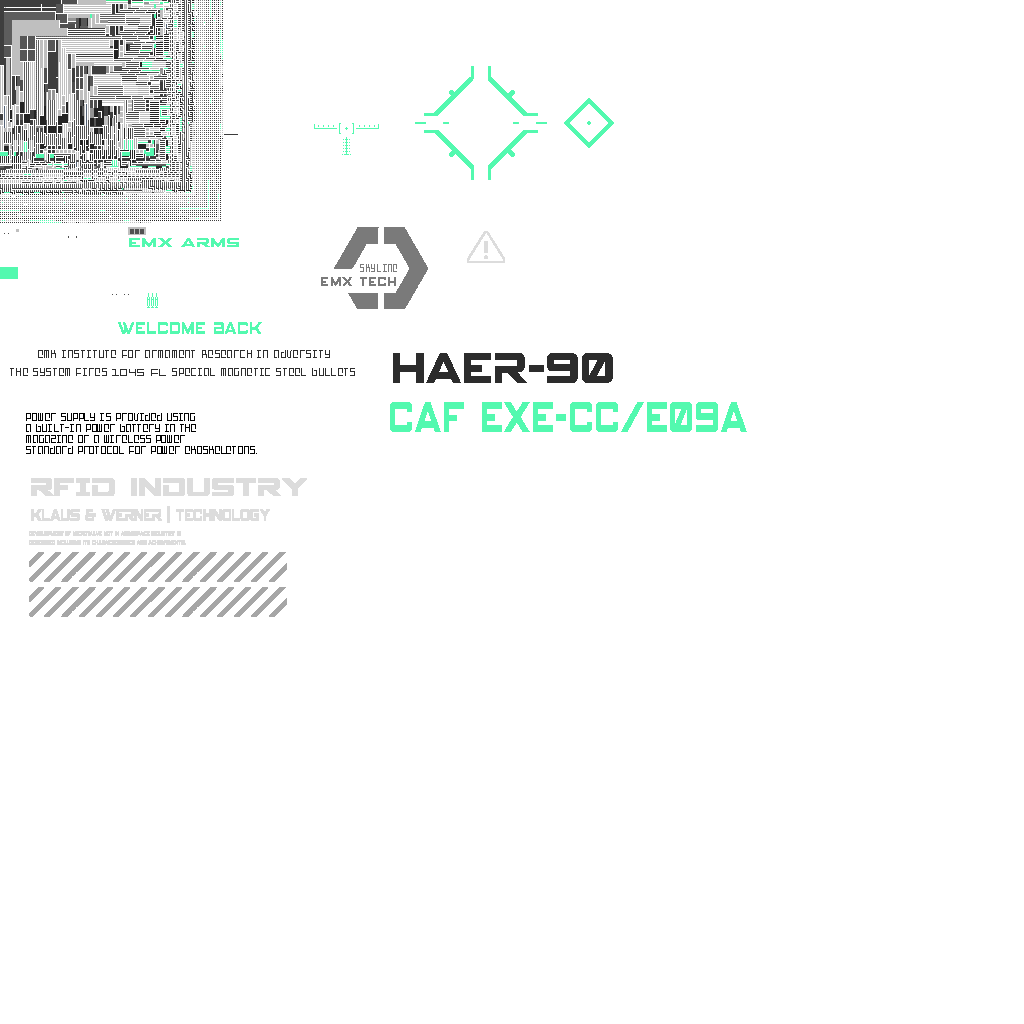 EMX ARMS
SKYLINE
EMX TECH
WELCOME BACK
EMX INSTITUTE FOR ARMAMENT RESEARCH IN ADVERSITY
THE SYSTEM FIRES 1045 FL SPECIAL MAGNETIC STEEL BULLETS
HAER-90
CAF EXE-CC/E09A
POWER SUPPLY IS PROVIDED USING
A BUILT-IN POWER BATTERY IN THE
MAGAZINE OR A WIRELESS POWER
STANDARD PROTOCOL FOR POWER EXOSKELETONS.
RFID INDUSTRY
KLAUS & WERNER | TECHNOLOGY